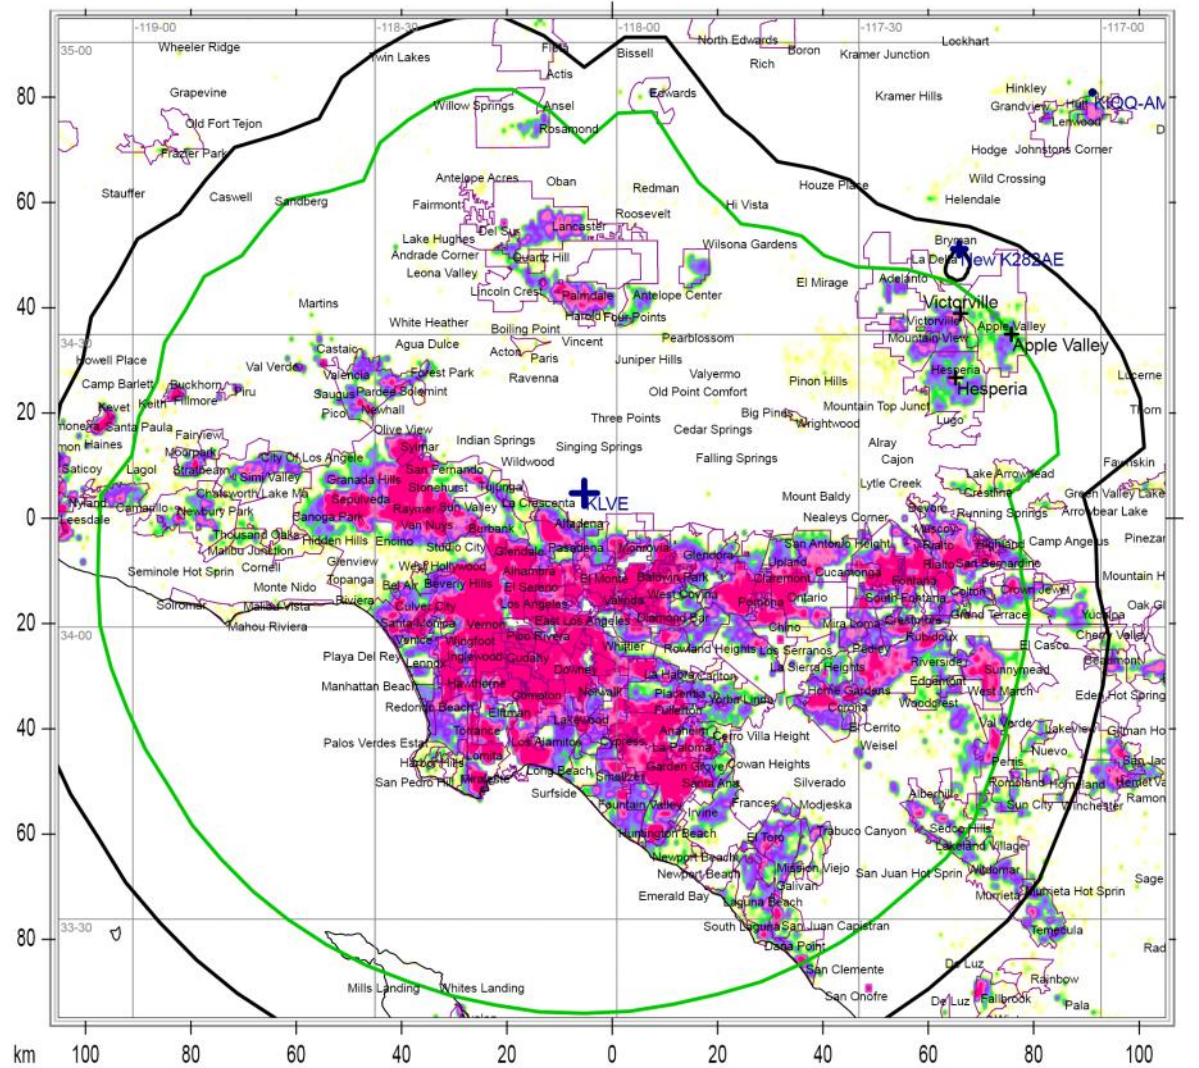 -119-00
-118-30
-118-00
-117-30
-117-00
35-00
Wheeler Ridge
Twin Lakes
Bissell
North Edwards
Boron
Rich
Lockhart
Kramer Junction
Actis
80
Grapevine
Willow Springs
Ansel
Edwards
Kramer Hills
Hinkley
Grandview
KIQQ-AM
Lenwood
Old Fort Tejon
Rosamond
Frazier Park
Hodge
Johnstons Corner
Stauffer
Caswell
Sandberg
Antelope Acres
Oban
Redman
Houze Place
Wild Crossing
60
Fairmont
Roosevelt
Hi Vista
Helendale
Del Sur
Lancaster
Lake Hughes
Wilsona Gardens
Bryman
Andrade Corner
Quartz Hill
New K282AE
Leona Valley
El Mirage
Adelanto
Lincoln Crest
Palmdale
Antelope Center
Victorville
40
Martins
Harold
Four Points
White Heather
Boiling Point
Victorville
Apple Valley
34-30
Agua Dulce
Vincent
Pearblossom
Mountain View
Apple Valley
Howell Place
Castaic
Acton
Paris
Juniper Hills
Camp Barlett
Val Verde
Valencia
Forest Park
Ravenna
Valyermo
Pinon Hills
Hesperia
Lucerne
Buckhorn
Piru
Saugus
Pardee
Solemint
Old Point Comfort
Hesperia
Keith
Fillmore
Kevet
Pico
Newhall
Mountain Top Junct
Thorn
20
Santa Paula
Three Points
Big Pines
Wrightwood
Lugo
Haines
Fairview
Olive View
Indian Springs
Cedar Springs
Alray
Saticoy
Lagol
Moorpark
City Of Los Angele
Sylmar
Singing Springs
Falling Springs
Cajon
Fawnskin
Strathearn
Simi Valley
San Fernando
Wildwood
Lytle Creek
Lake Arrowhead
Nyland
Chatsworth Lake Ma
Granada Hills
Stonehurst
Tujunga
Mount Baldy
Crestline
Green Valley Lake
Camarillo
Newbury Park
Sepulveda
Sun Valley
La Crescenta
KLVE
Devore
Running Springs
Arrowbear Lake
0
Leesdale
Canoga Park
Raymer
Nealeys Corner
Thousand Oaks
Van Nuys
Burbank
Altadena
Muscoy
Malibu Junction
Hidden Hills
Encino
Studio City
Glendale
Pasadena
Monrovia
Glendora
San Antonio Height
Rialto
Highland
Camp Angelus
Pinezan
Seminole Hot Sprin
Cornell
Glenview
West Hollywood
Alhambra
El Monte
Baldwin Park
Upland
Claremont
Cucamonga
Fontana
Rialto
San Bernardino
Mountain H
Monte Nido
Topanga
Bel Air
Beverly Hills
El Sereno
West Covina
Ontario
South Fontana
Colton
Crown Jewel
Solromar
Malibu Vista
Riviera
Culver City
Los Angeles
Valinda
Pomona
Yucaipa
Oak Gl
20
Mahou Riviera
Santa Monica
Vernon
East Los Angeles
Diamond Bar
Chino
Mira Loma
Crestmore
Grand Terrace
34-00
Venice
Wingfoot
Pico Rivera
Rubidoux
Cherry Valley
Playa Del Rey
Lennox
Inglewood
Cudahy
Whittier
Rowland Heights
Los Serranos
Pedley
Riverside
El Casco
Beaumont
Downey
La Habra
Carlton
La Sierra Heights
Sunnymead
Manhattan Beach
Hawthorne
Compton
Norwalk
Placentia
Yorba Linda
Home Gardens
Edgemont
West March
Eden Hot Spring
Redondo Beach
Elftman
Lakewood
Fullerton
Corona
Woodcrest
40
Torrance
Anaheim
Cerro Villa Height
El Cerrito
Val Verde
Lakeview
Gilman Ho
Palos Verdes Estat
Los Alamitos
Cypress
La Paloma
Weisel
Nuevo
San Jac
Harbor Hills
Lomita
Garden Grove
Cowan Heights
Perris
San Pedro Hill
Miraleste
Long Beach
Smeltzer
Santa Ana
Silverado
Romoland
Homeland
Hemet
Surfside
Fountain Valley
Frances
Modjeska
Alberhill
Sun City
Winchester
Ramon
Irvine
60
Huntington Beach
El Toro
Trabuco Canyon
Sedco Hills
Lakeland Village
Newport Beach
Mission Viejo
Newport Beach
San Juan Hot Sprin
Wildomar
Sage
Emerald Bay
Galivan
Murrieta
Murrieta Hot Sprin
Laguna Beach
33-30
South Laguna
San Juan Capistran
Temecula
80
Dana Point
Rad
San Clemente
De Luz
Rainbow
Mills Landing
Whites Landing
San Onofre
De Luz
Fallbrook
Pala
km
100
80
60
40
20
0
20
40
60
80
100